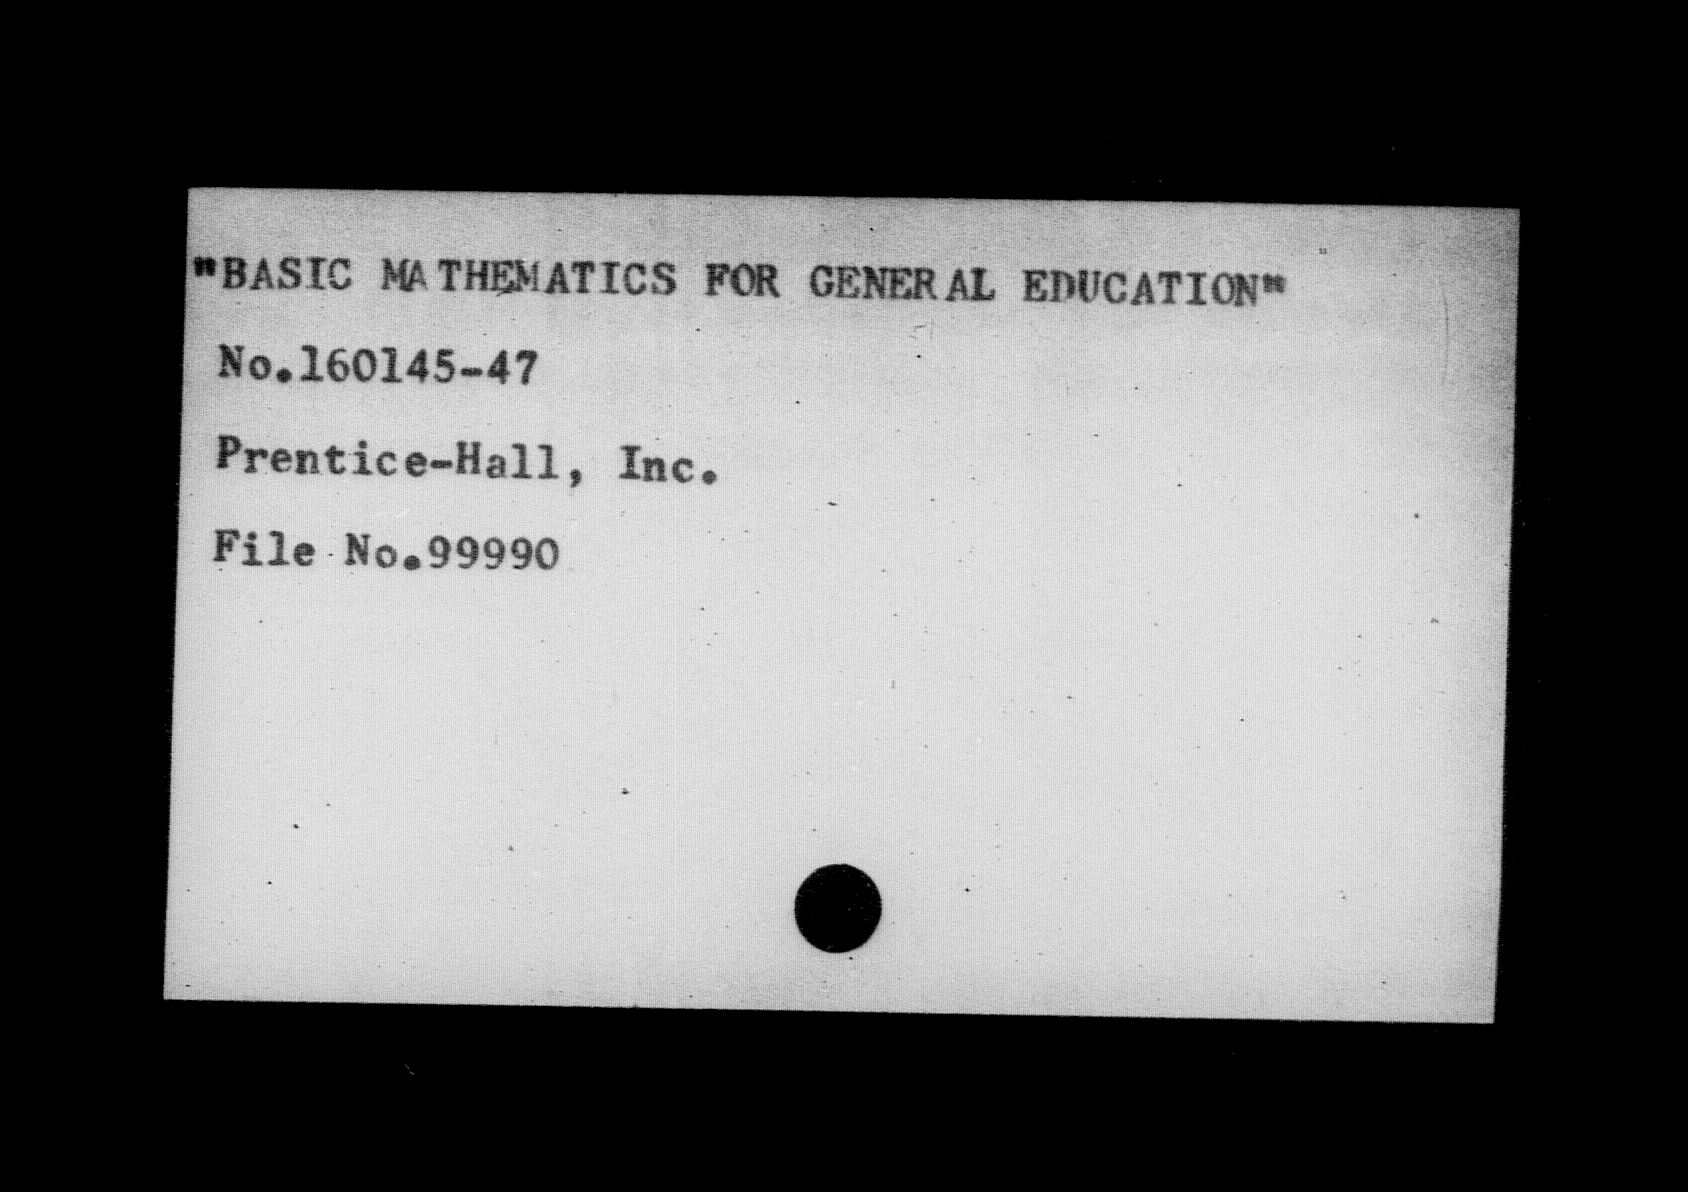 "BASIC MATHEMATICS FOR GENERAL EDUCATION"
No.160145-47
Prentice-Hall, Inc.
File No.99990